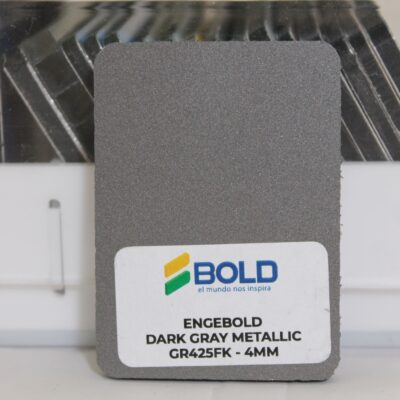 BOLD
el mundo nos inspira
ENGEBOLD
DARK GRAY METALLIC
GR425FK - 4MM